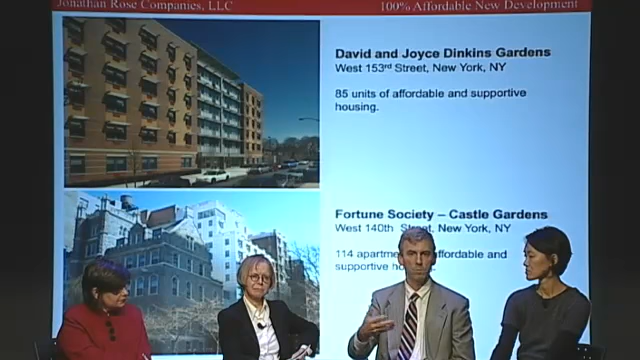 Jonathan Rose Companies, LLC
100% Affordable New Development
David and Joyce Dinkins Gardens
West 153rd Street, New York, NY
85 units of affordable and supportive
housing.
Fortune Society – Castle Gardens
West 140th Street, New York, NY
114 apartm affordable and
supportive